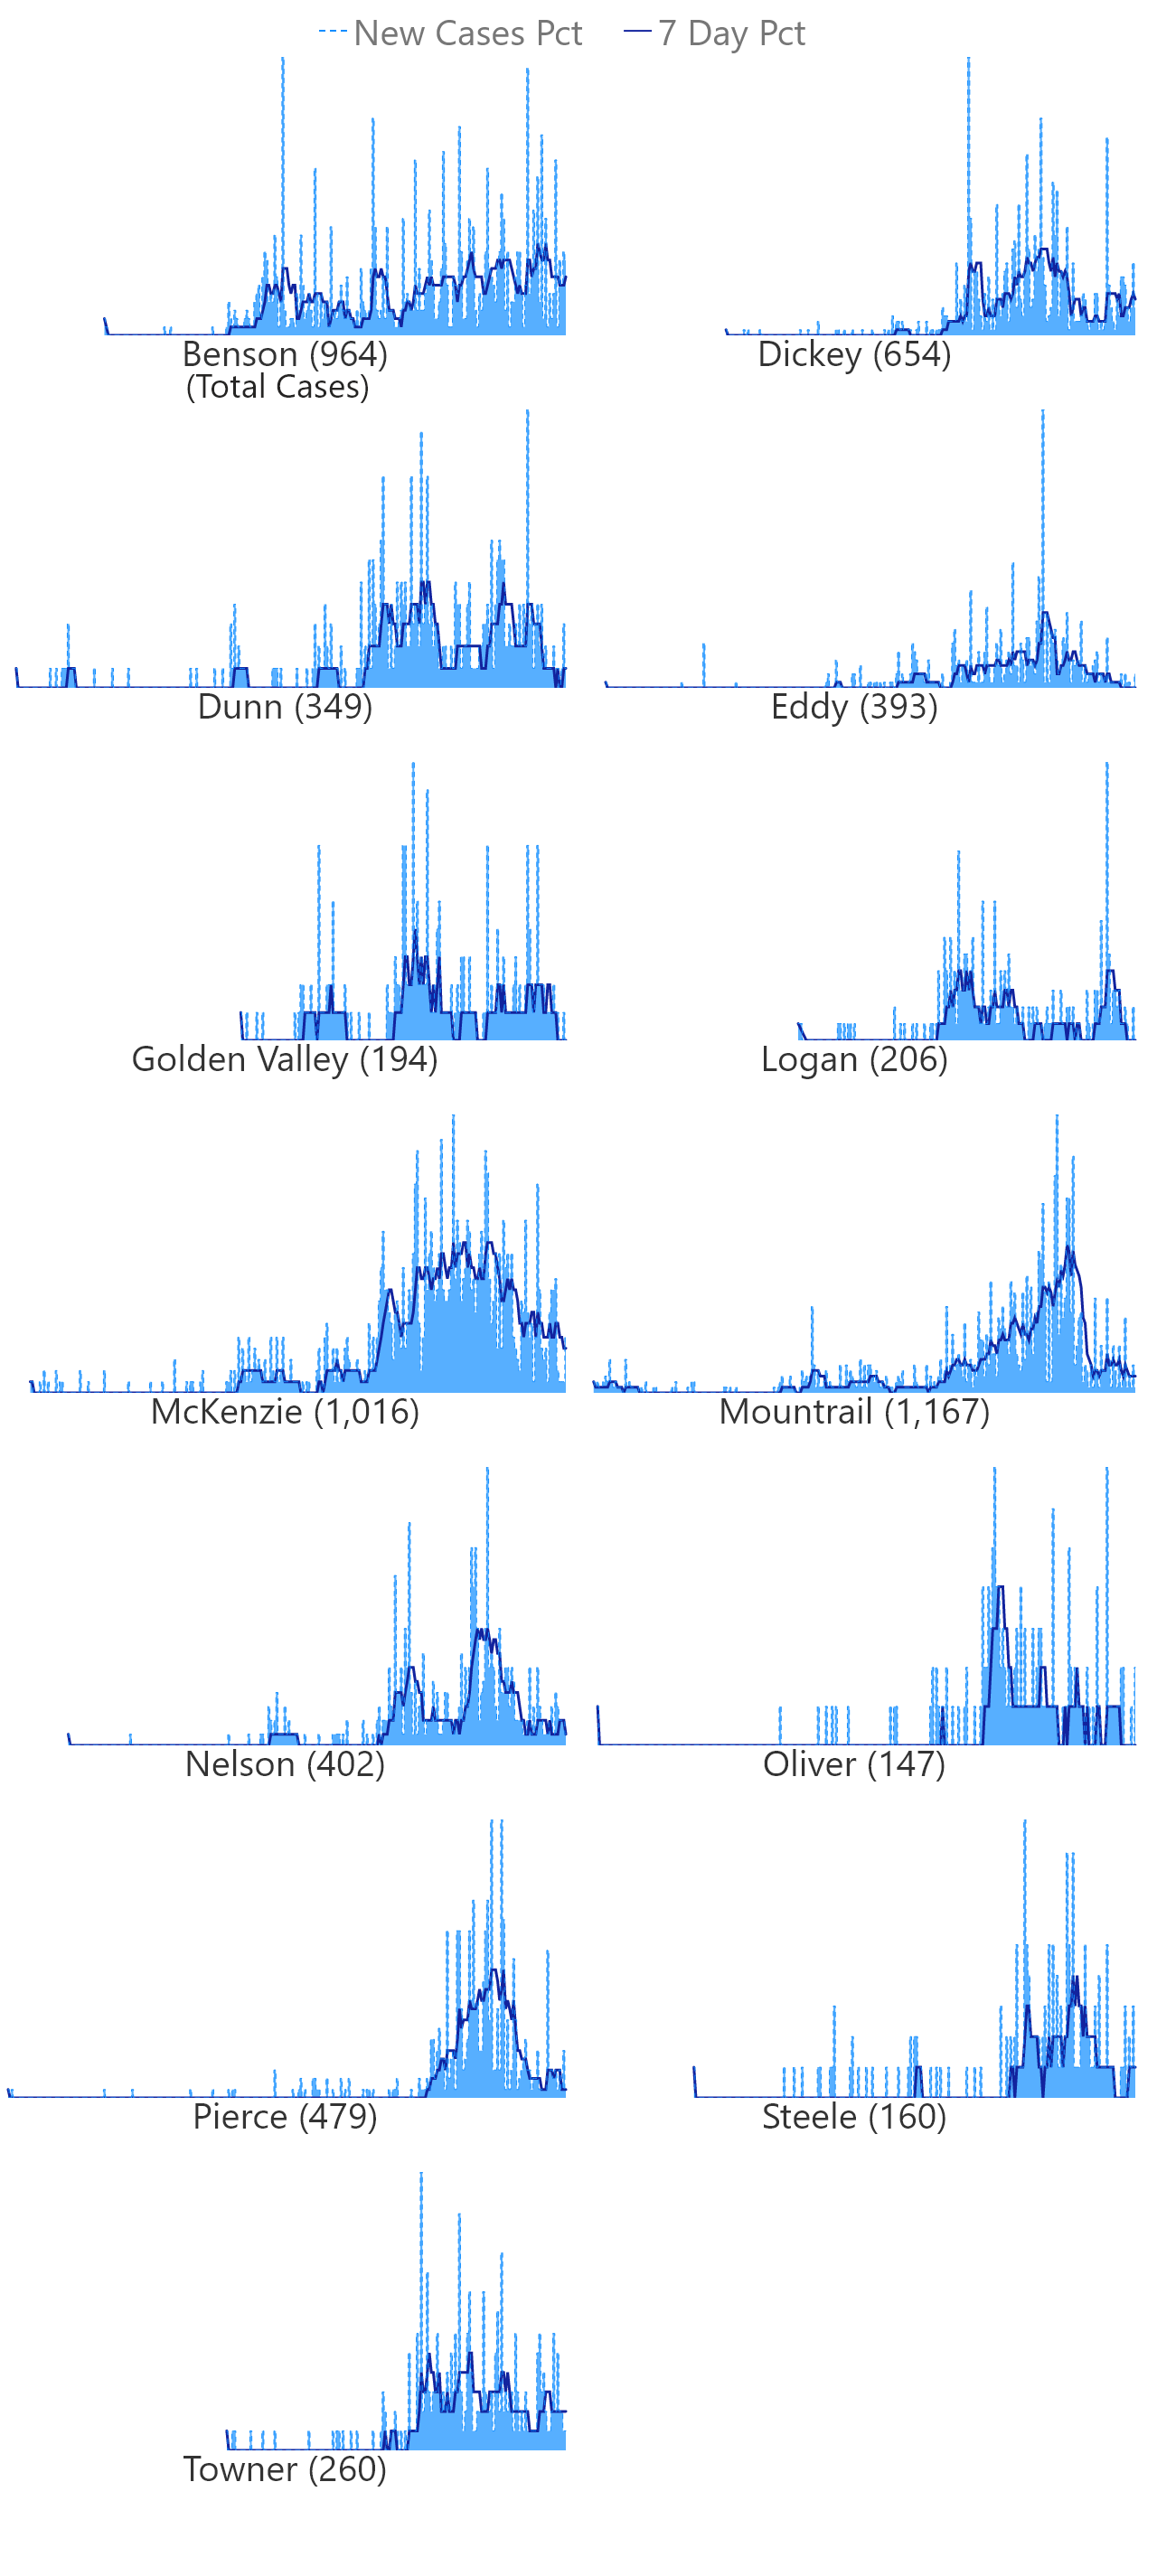 New Cases Pct 7 Day Pct
Benson (964)
(Total Cases)
Dickey (654)
Dunn (349)
Eddy (393)
Golden Valley (194)
Logan (206)
McKenzie (1,016)
Mountrail (1,167)
Nelson (402)
Oliver (147)
Pierce (479)
Steele (160)
Towner (260)